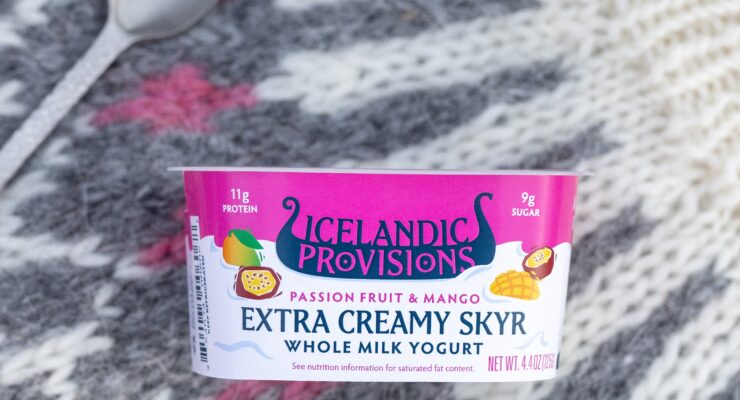 11g
PROTEIN
9g
SUGAR
ICELANDIC
PROVISIONS
PASSION FRUIT & MANGO
EXTRA CREAMY SKYR
WHOLE MILK YOGURT
NET WT. 4.4 OZ (125g)
See nutrition information for saturated fat content.